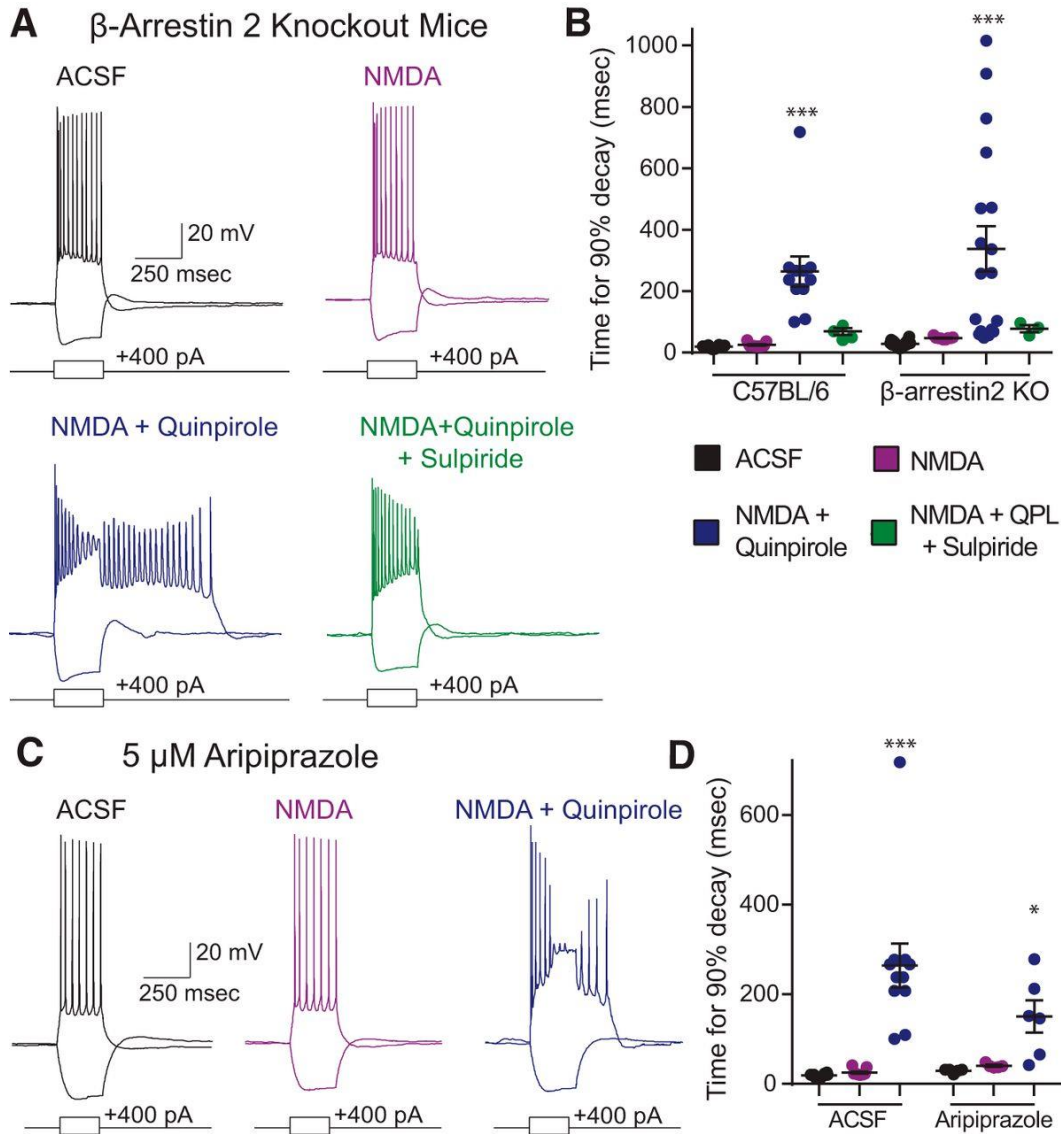 A β-Arrestin 2 Knockout Mice
ACSF
NMDA
20 mV
250 msec
+400 pA
+400 pA
NMDA + Quinpirole
NMDA+Quinpirole
+ Sulpiride
+400 pA
+400 pA
B
***
***
Time for 90% decay (msec)
1000
800
600
400
200
0
C57BL/6
β-arrestin2 KO
ACSF
NMDA
NMDA +
Quinpirole
NMDA + QPL
+ Sulpiride
C 5 μM Aripiprazole
ACSF
NMDA
NMDA + Quinpirole
20 mV
250 msec
+400 pA
+400 pA
+400 pA
D
***
*
Time for 90% decay (msec)
600
400
200
0
ACSF
Aripiprazole